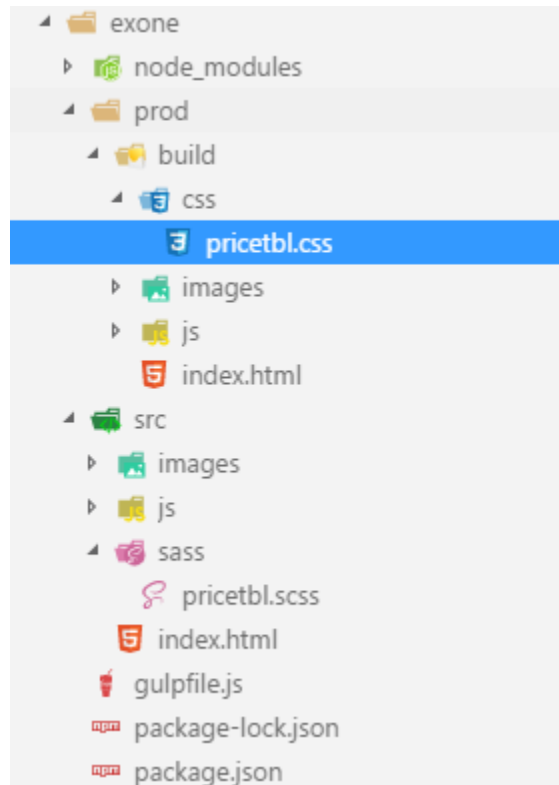 exone
node_modules
prod
build
css
pricetbl.css
images
js
index.html
src
images
js
sass
pricetbl.scss
index.html
gulpfile.js
package-lock.json
package.json